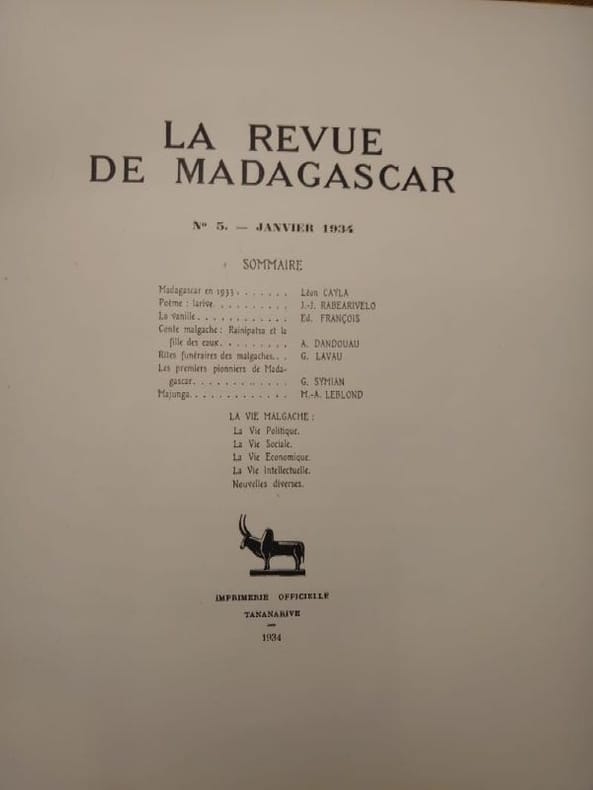 LA REVUE
DE MADAGASCAR
Nº 5. — JANVIER 1934
SOMMAIRE
Madagascar en 1933. . . . . . . Léon CAYLA
Poème : larive. . . . . . . . . . J.-J. RABEARIVELO
La vanille. . . . . . . . . . . . Ed. FRANÇOIS
Conte malgache : Rainipatsa et la
fille des eaux. . . . . . . . . A. DANDOUAU
Rites funéraires des malgaches. . . G. LAVAU
Les premiers pionniers de Mada-
gascar. . . . . . . . . . . . . G. SYMIAN
Majunga. . . . . . . . . . . . . M.-A. LEBLOND
LA VIE MALGACHE :
La Vie Politique.
La Vie Sociale.
La Vie Economique.
La Vie Intellectuelle.
Nouvelles diverses.
IMPRIMERIE OFFICIELLE
TANANARIVE
—
1934